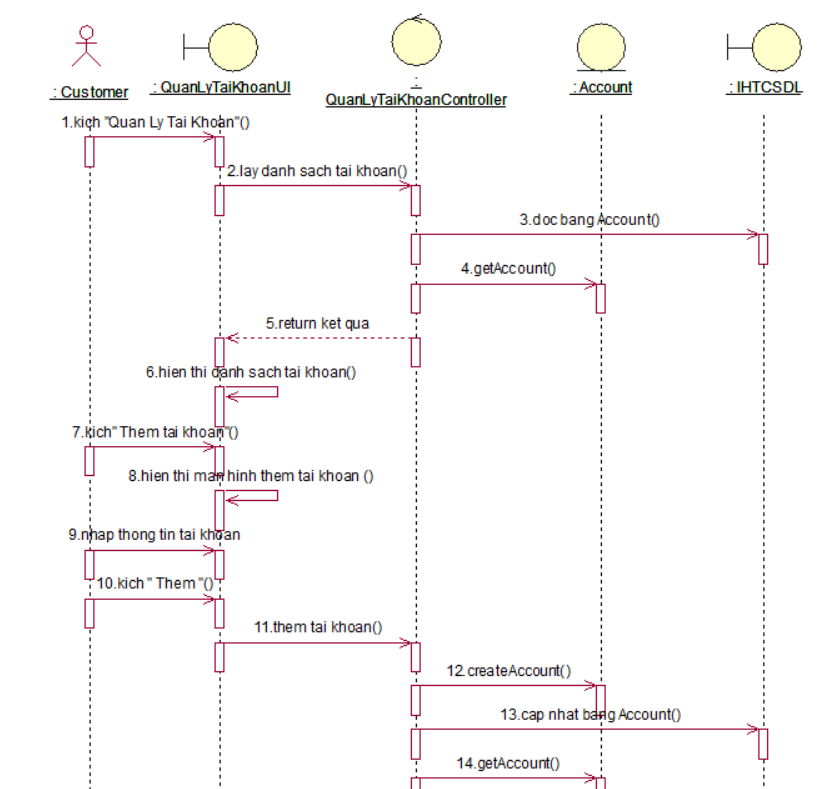 : Customer
: QuanLyTaiKhoanUI
:
QuanLyTaiKhoanController
: Account
: IHTCSDL
1.kich "Quan Ly Tai Khoan"()
2.lay danh sach tai khoan()
3.doc bang Account()
4.getAccount()
5.return ket qua
6.hien thi danh sach tai khoan()
7.kich" Them tai khoan"()
8.hien thi man hinh them tai khoan ()
9.nhap thong tin tai khoan
10.kich " Them "()
11.them tai khoan()
12.createAccount()
13.cap nhat bang Account()
14.getAccount()